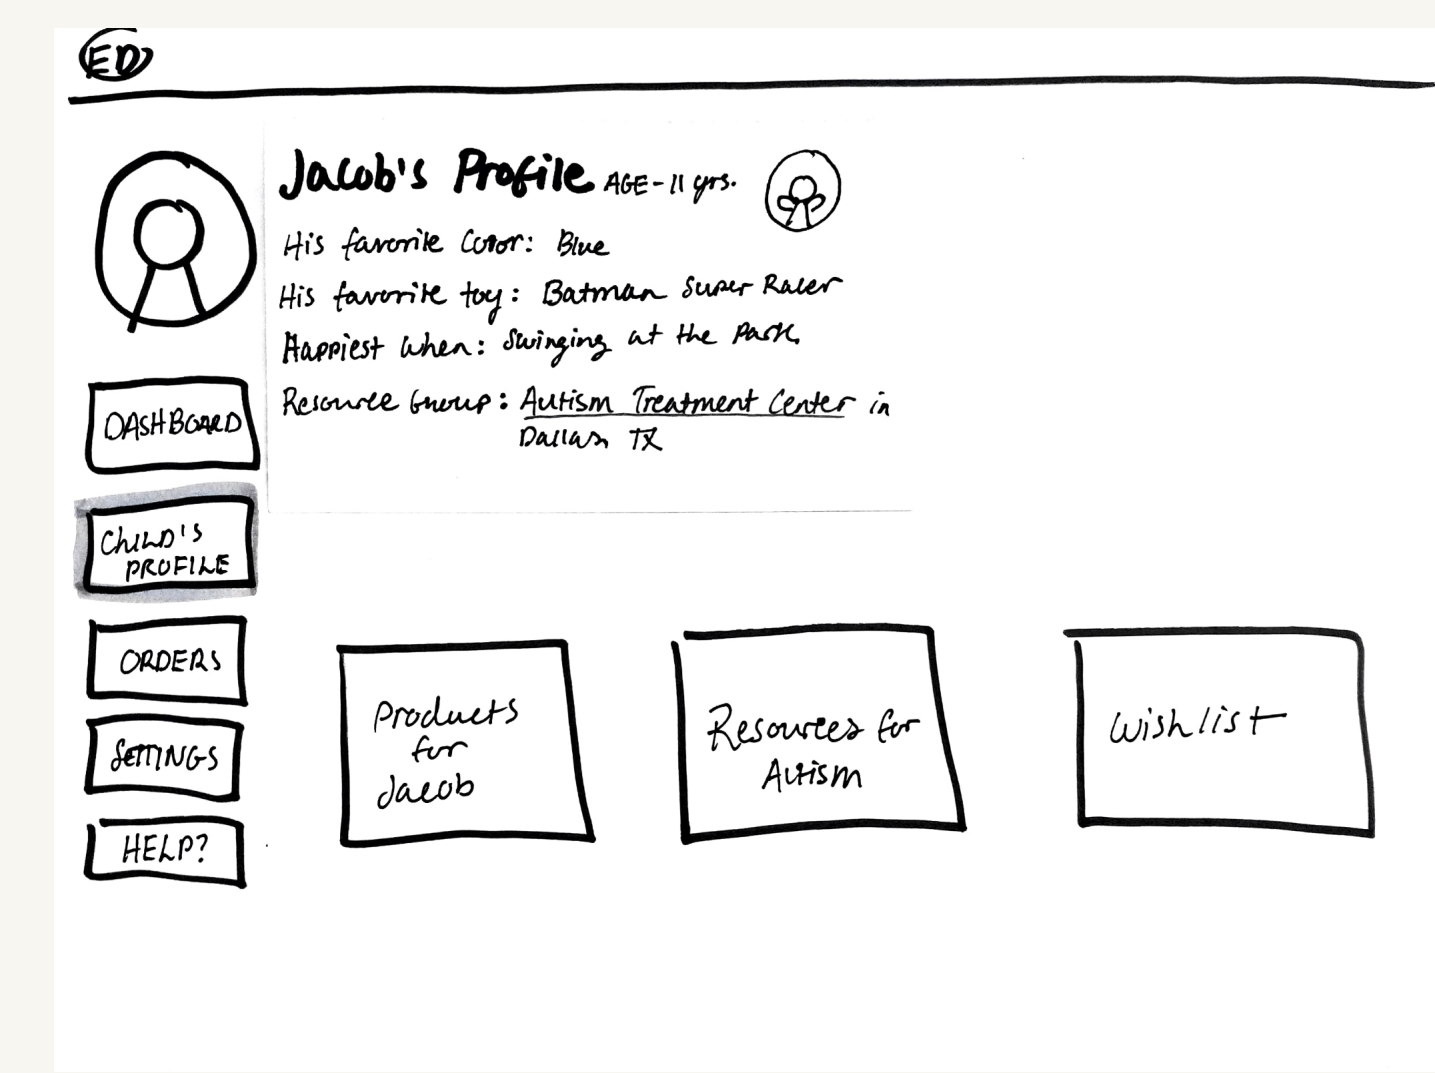 ED
Jacob's Profile AGE - 11 yrs.
His favorite Color: Blue
His favorite toy: Batman Super Racer
Happiest when: Swinging at the Park.
Resource Group: Autism Treatment Center in
Dallas TX
DASHBOARD
CHILD'S
PROFILE
ORDERS
SETTINGS
HELP?
Products
for
Jacob
Resources for
Autism
Wishlist